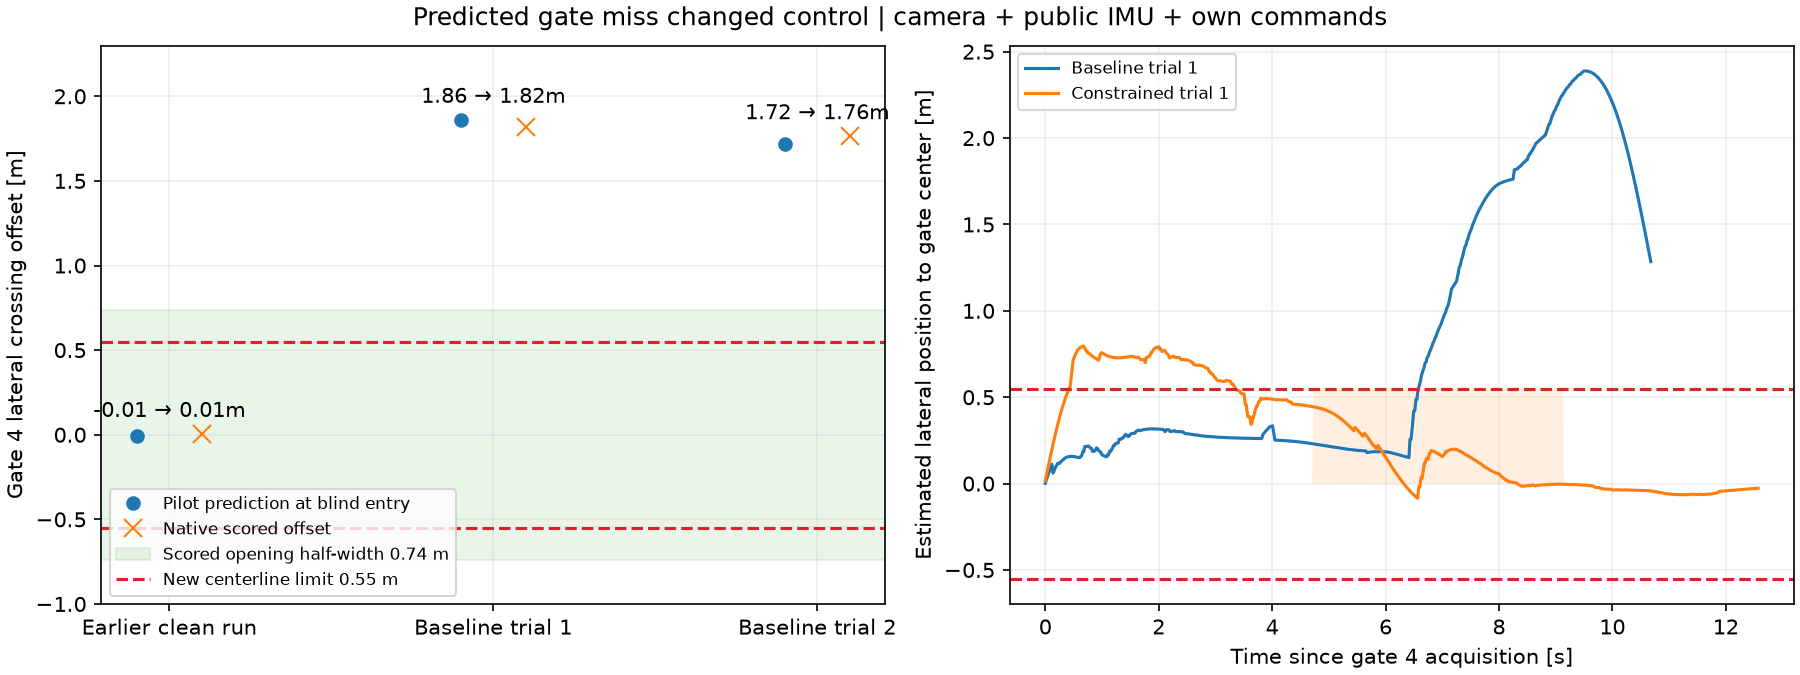 Predicted gate miss changed control | camera + public IMU + own commands
Gate 4 lateral crossing offset [m]
2.0
1.5
1.0
0.5
0.0
−0.5
−1.0
1.86 → 1.82m
1.72 → 1.76m
-0.01 → 0.01m
Pilot prediction at blind entry
Native scored offset
Scored opening half-width 0.74 m
New centerline limit 0.55 m
Earlier clean run
Baseline trial 1
Baseline trial 2
Estimated lateral position to gate center [m]
2.5
2.0
1.5
1.0
0.5
0.0
−0.5
Baseline trial 1
Constrained trial 1
0
2
4
6
8
10
12
Time since gate 4 acquisition [s]